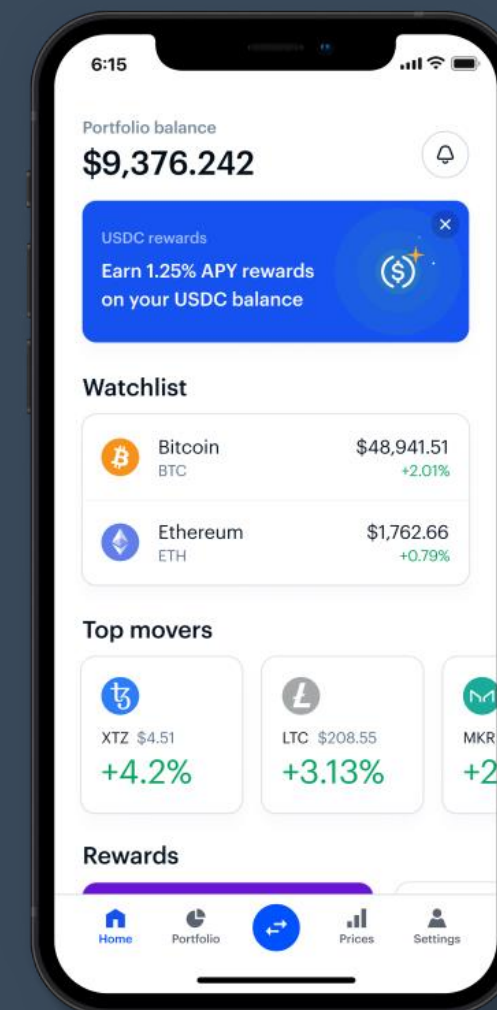 6:15
Portfolio balance
$9,376.242
USDC rewards
Earn 1.25% APY rewards
on your USDC balance
Watchlist
Bitcoin
$48,941.51
BTC
+2.01%
Ethereum
$1,762.66
ETH
+0.79%
Top movers
XTZ $4.51
+4.2%
LTC $208.55
+3.13%
MKR
+2
Rewards
Home
Portfolio
Prices
Settings